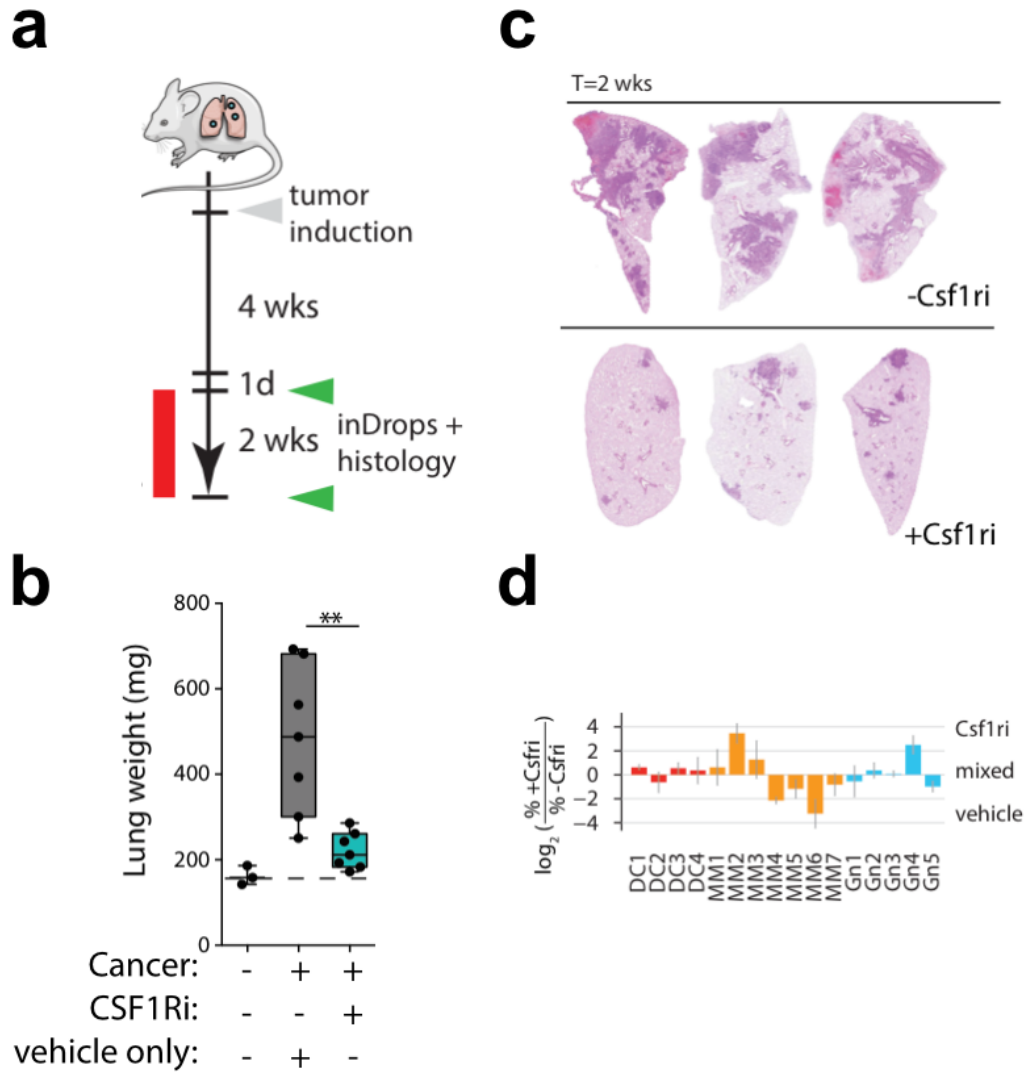 a
tumor
induction
4 wks
1d
2 wks
inDrops +
histology
c
T=2 wks
-Csf1ri
+Csf1ri
b
Lung weight (mg)
800
600
400
200
0
**
Cancer: - + +
CSF1Ri: - - +
vehicle only: - + -
d
log2 ( % +Csfri / % -Csfri )
4
2
0
−2
−4
Csf1ri
mixed
vehicle
DC1
DC2
DC3
DC4
MM1
MM2
MM3
MM4
MM5
MM6
MM7
Gn1
Gn2
Gn3
Gn4
Gn5